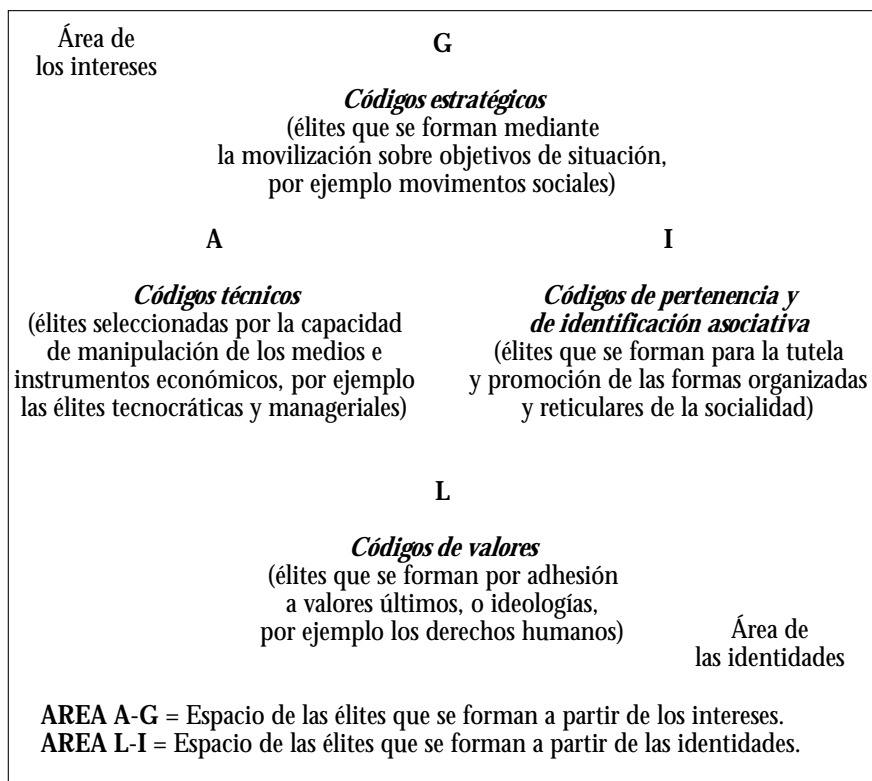 Área de
los intereses
G
Códigos estratégicos
(élites que se forman mediante
la movilización sobre objetivos de situación,
por ejemplo movimentos sociales)
A
Códigos técnicos
(élites seleccionadas por la capacidad
de manipulación de los medios e
instrumentos económicos, por ejemplo
las élites tecnocráticas y manageriales)
I
Códigos de pertenencia y
de identificación asociativa
(élites que se forman para la tutela
y promoción de las formas organizadas
y reticulares de la socialidad)
L
Códigos de valores
(élites que se forman por adhesión
a valores últimos, o ideologías,
por ejemplo los derechos humanos)
Área de
las identidades
AREA A-G = Espacio de las élites que se forman a partir de los intereses.
AREA L-I = Espacio de las élites que se forman a partir de las identidades.